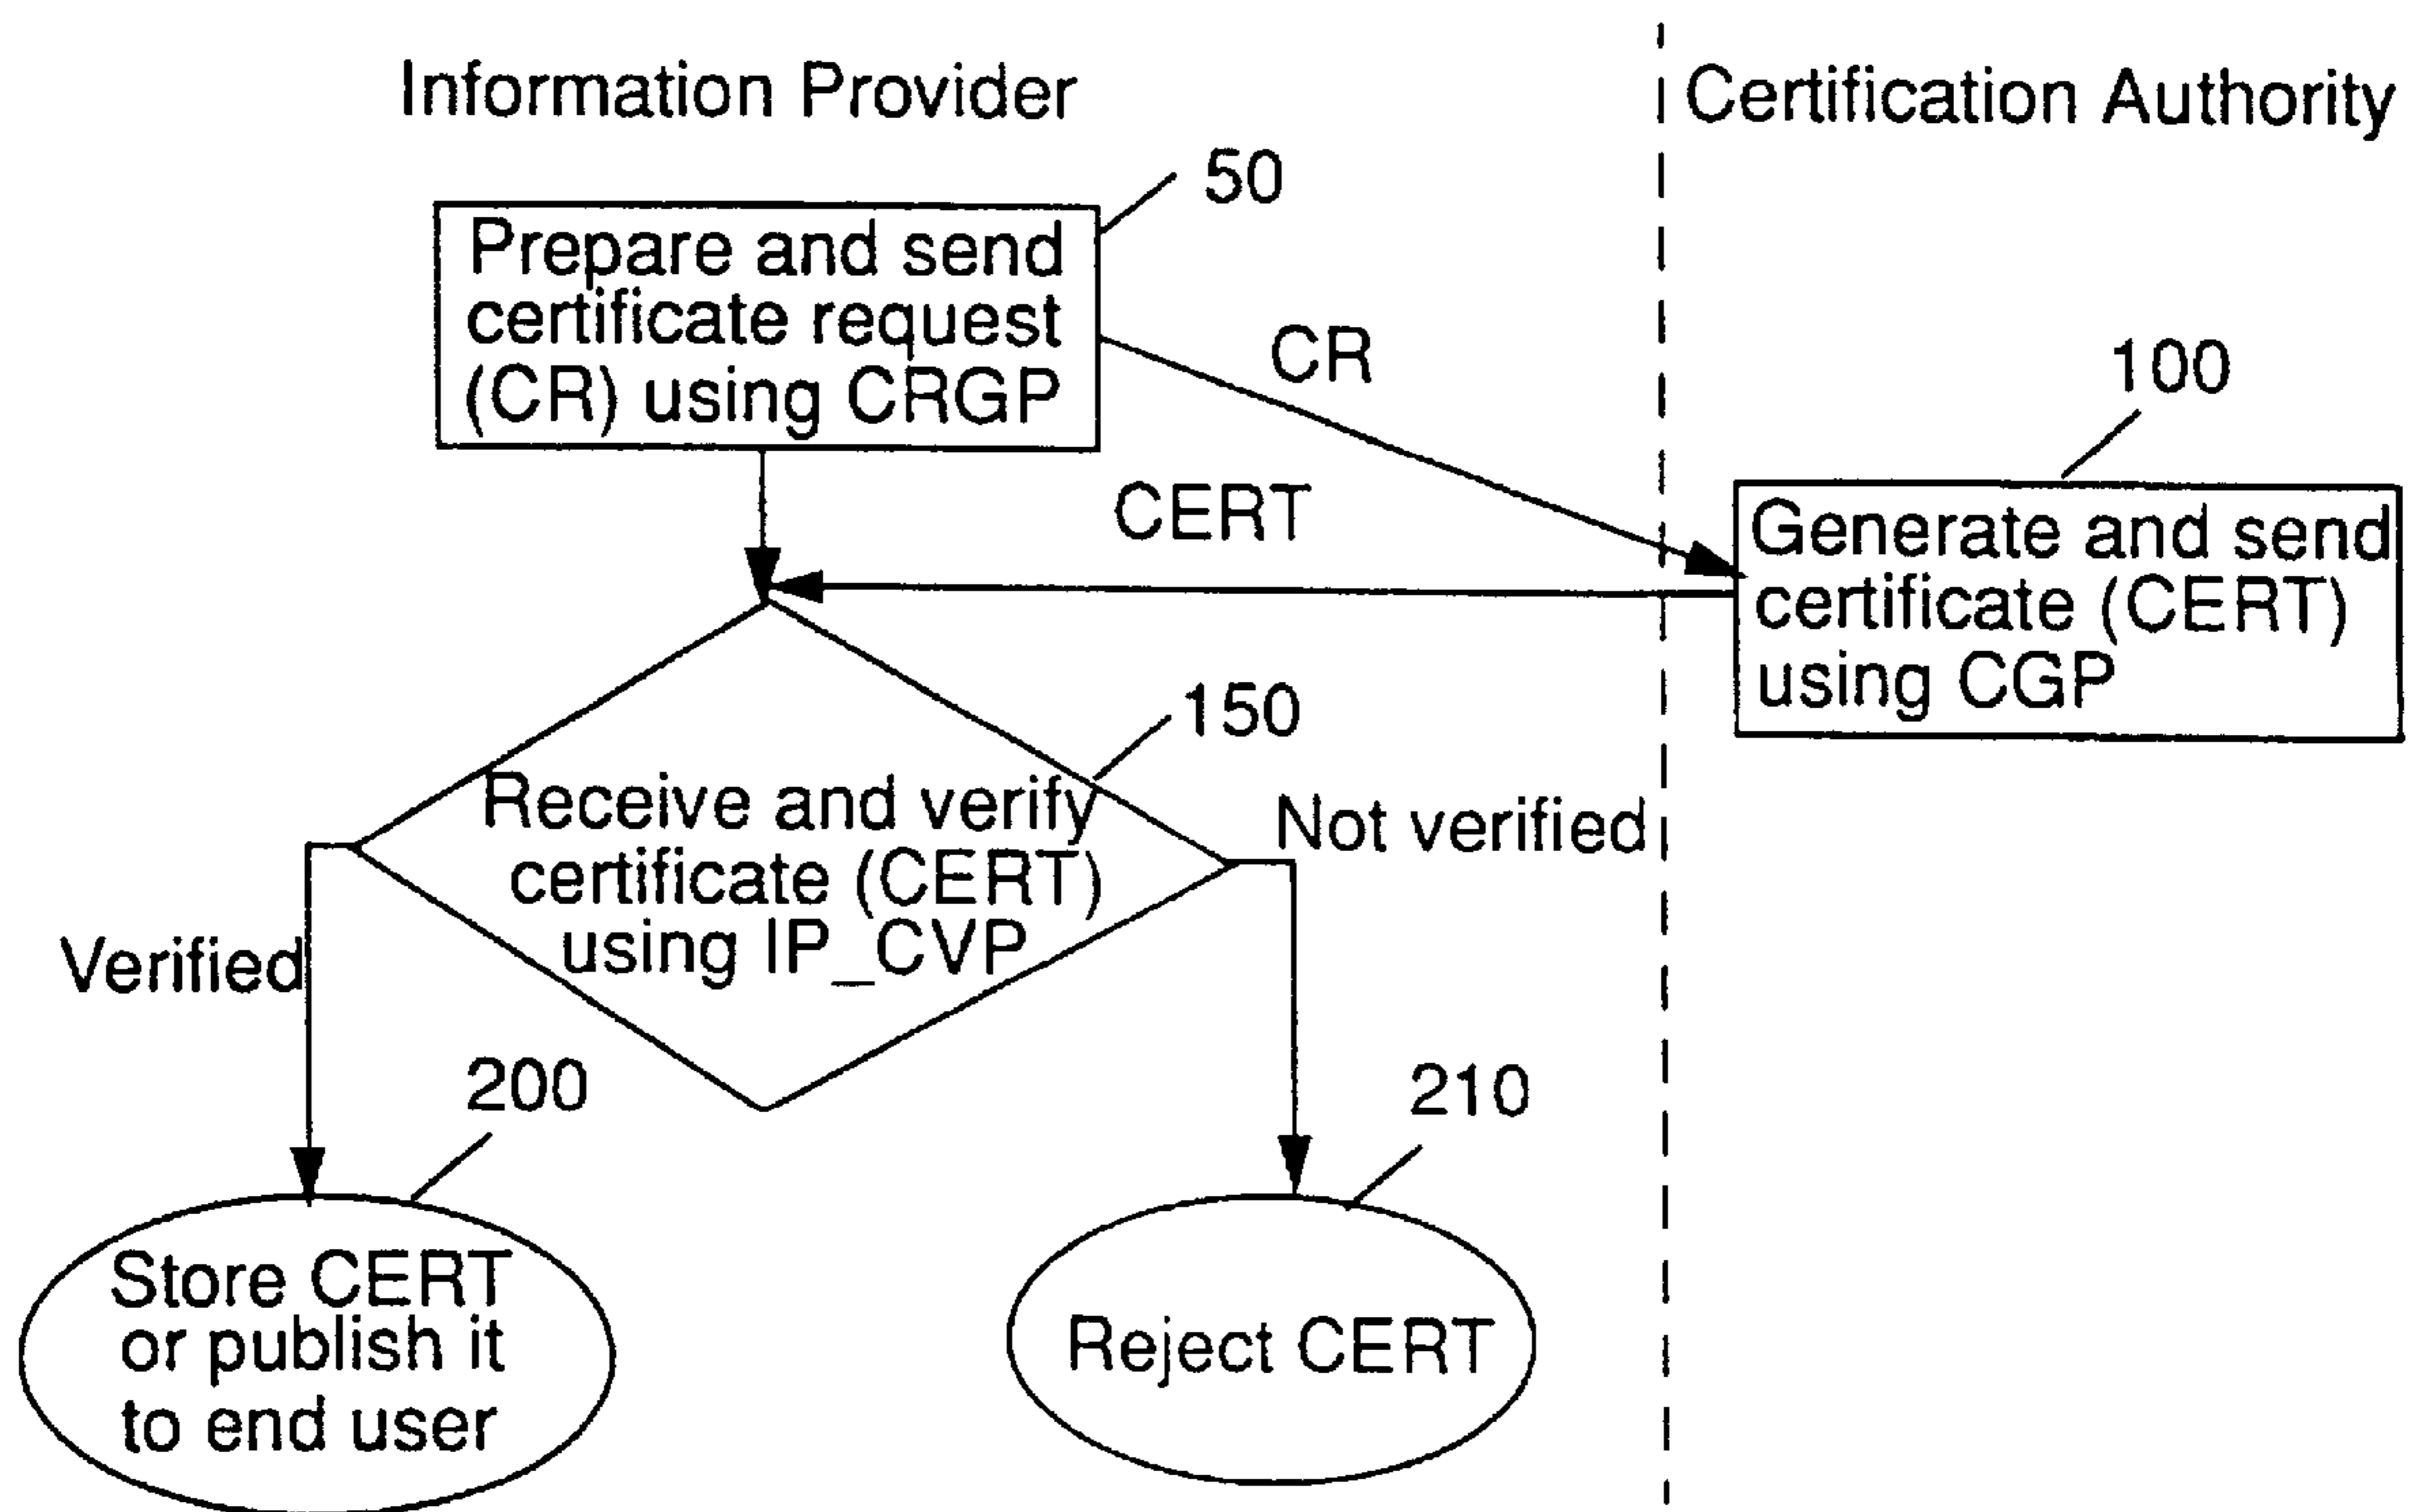 Information Provider
Certification Authority
50
Prepare and send
certificate request
(CR) using CRGP
CR
100
CERT
Generate and send
certificate (CERT)
using CGP
150
Receive and verify
certificate (CERT)
using IP_CVP
Not verified
Verified
200
210
Store CERT
or publish it
to end user
Reject CERT